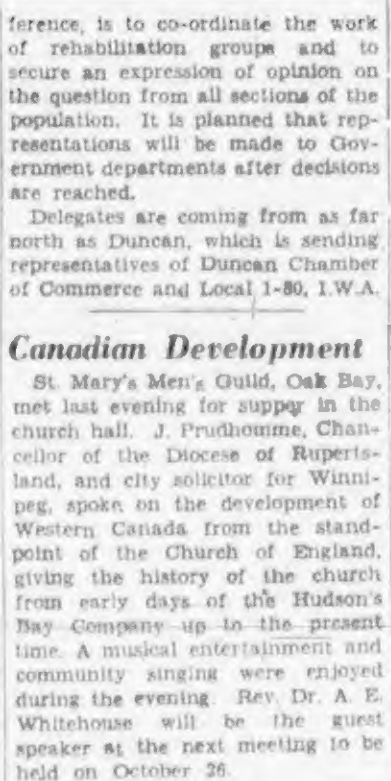 ference, is to co-ordinate the work
of rehabilitation groups and to
secure an expression of opinion on
the question from all sections of the
population. It is planned that rep-
resentations will be made to Gov-
ernment departments after decisions
are reached.
Delegates are coming from as far
north as Duncan, which is sending
representatives of Duncan Chamber
of Commerce and Local 1-80, I.W.A.
Canadian Development
St. Mary's Men's Guild, Oak Bay,
met last evening for supper in the
church hall. J. Prudhomme, Chan-
cellor of the Diocese of Ruperts-
land, and city solicitor for Winni-
peg, spoke on the development of
Western Canada from the stand-
point of the Church of England,
giving the history of the church
from early days of the Hudson's
Bay Company up to the present
time. A musical entertainment and
community singing were enjoyed
during the evening. Rev. Dr. A. E.
Whitehouse will be the guest
speaker at the next meeting to be
held on October 26.